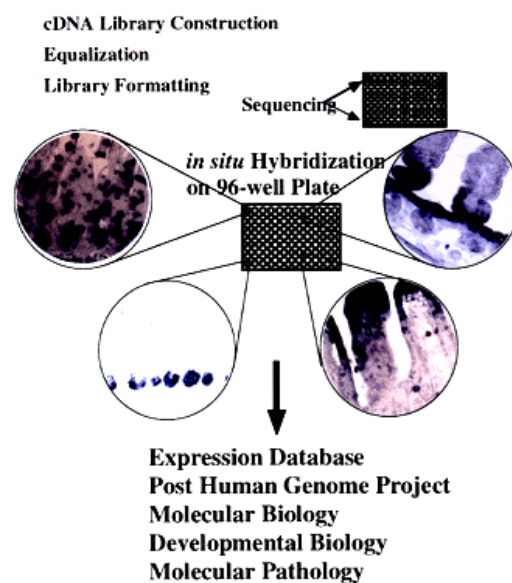 cDNA Library Construction
Equalization
Library Formatting
Sequencing
in situ Hybridization
on 96-well Plate
Expression Database
Post Human Genome Project
Molecular Biology
Developmental Biology
Molecular Pathology